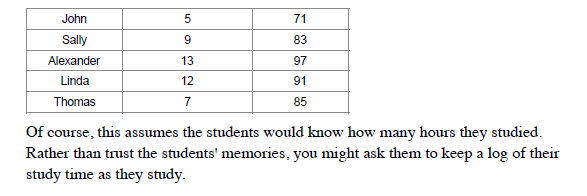 John 5 71
Sally 9 83
Alexander 13 97
Linda 12 91
Thomas 7 85
Of course, this assumes the students would know how many hours they studied.
Rather than trust the students' memories, you might ask them to keep a log of their
study time as they study.